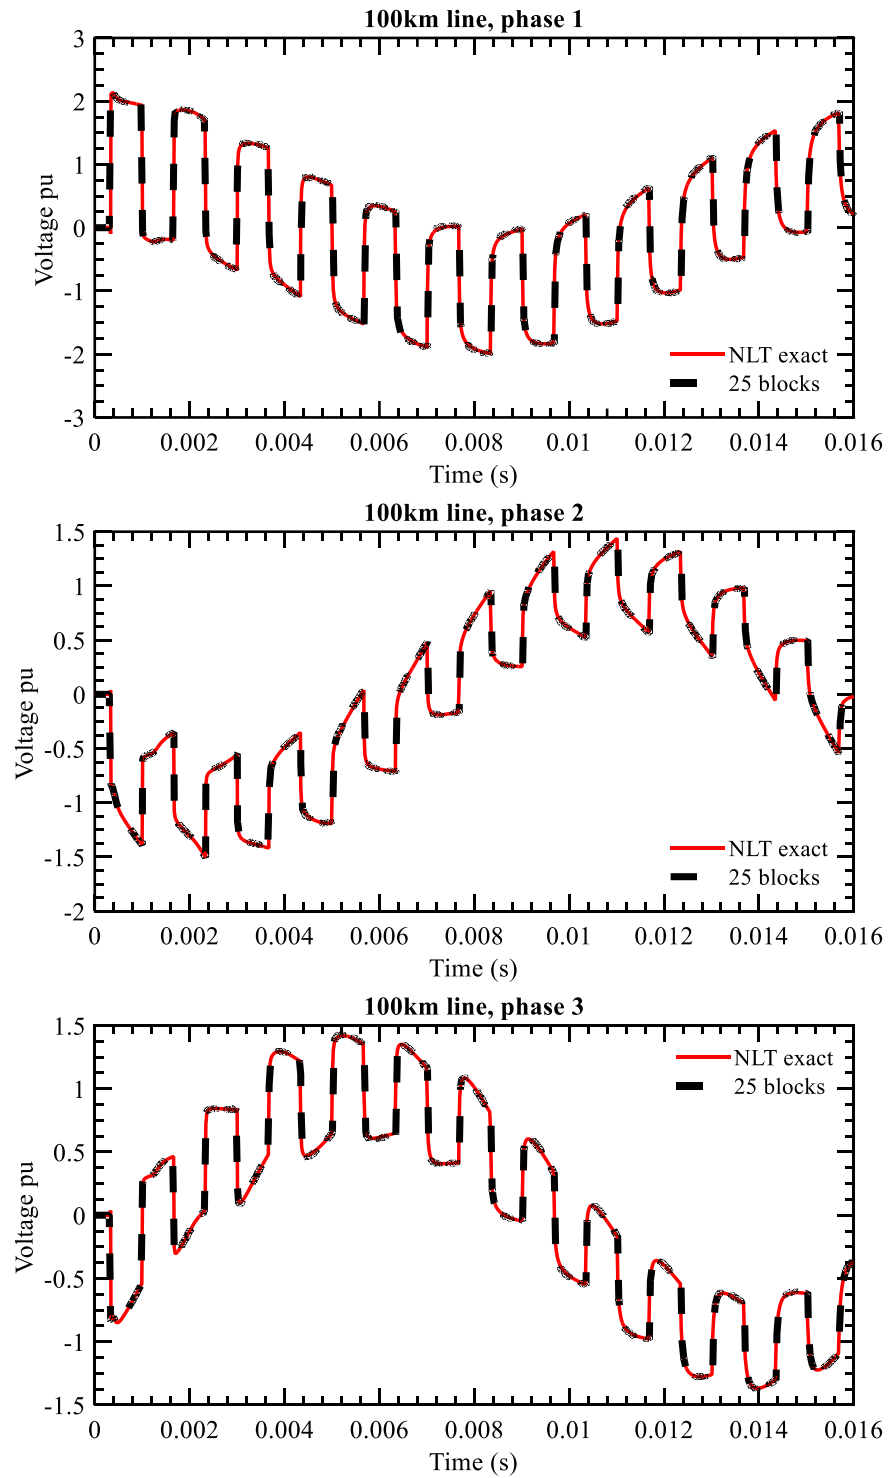 100km line, phase 1
3
2
1
0
-1
-2
-3
Voltage pu
NLT exact
25 blocks
0 0.002 0.004 0.006 0.008 0.01 0.012 0.014 0.016
Time (s)
100km line, phase 2
1.5
1
0.5
0
-0.5
-1
-1.5
-2
Voltage pu
NLT exact
25 blocks
0 0.002 0.004 0.006 0.008 0.01 0.012 0.014 0.016
Time (s)
100km line, phase 3
1.5
1
0.5
0
-0.5
-1
-1.5
Voltage pu
NLT exact
25 blocks
0 0.002 0.004 0.006 0.008 0.01 0.012 0.014 0.016
Time (s)